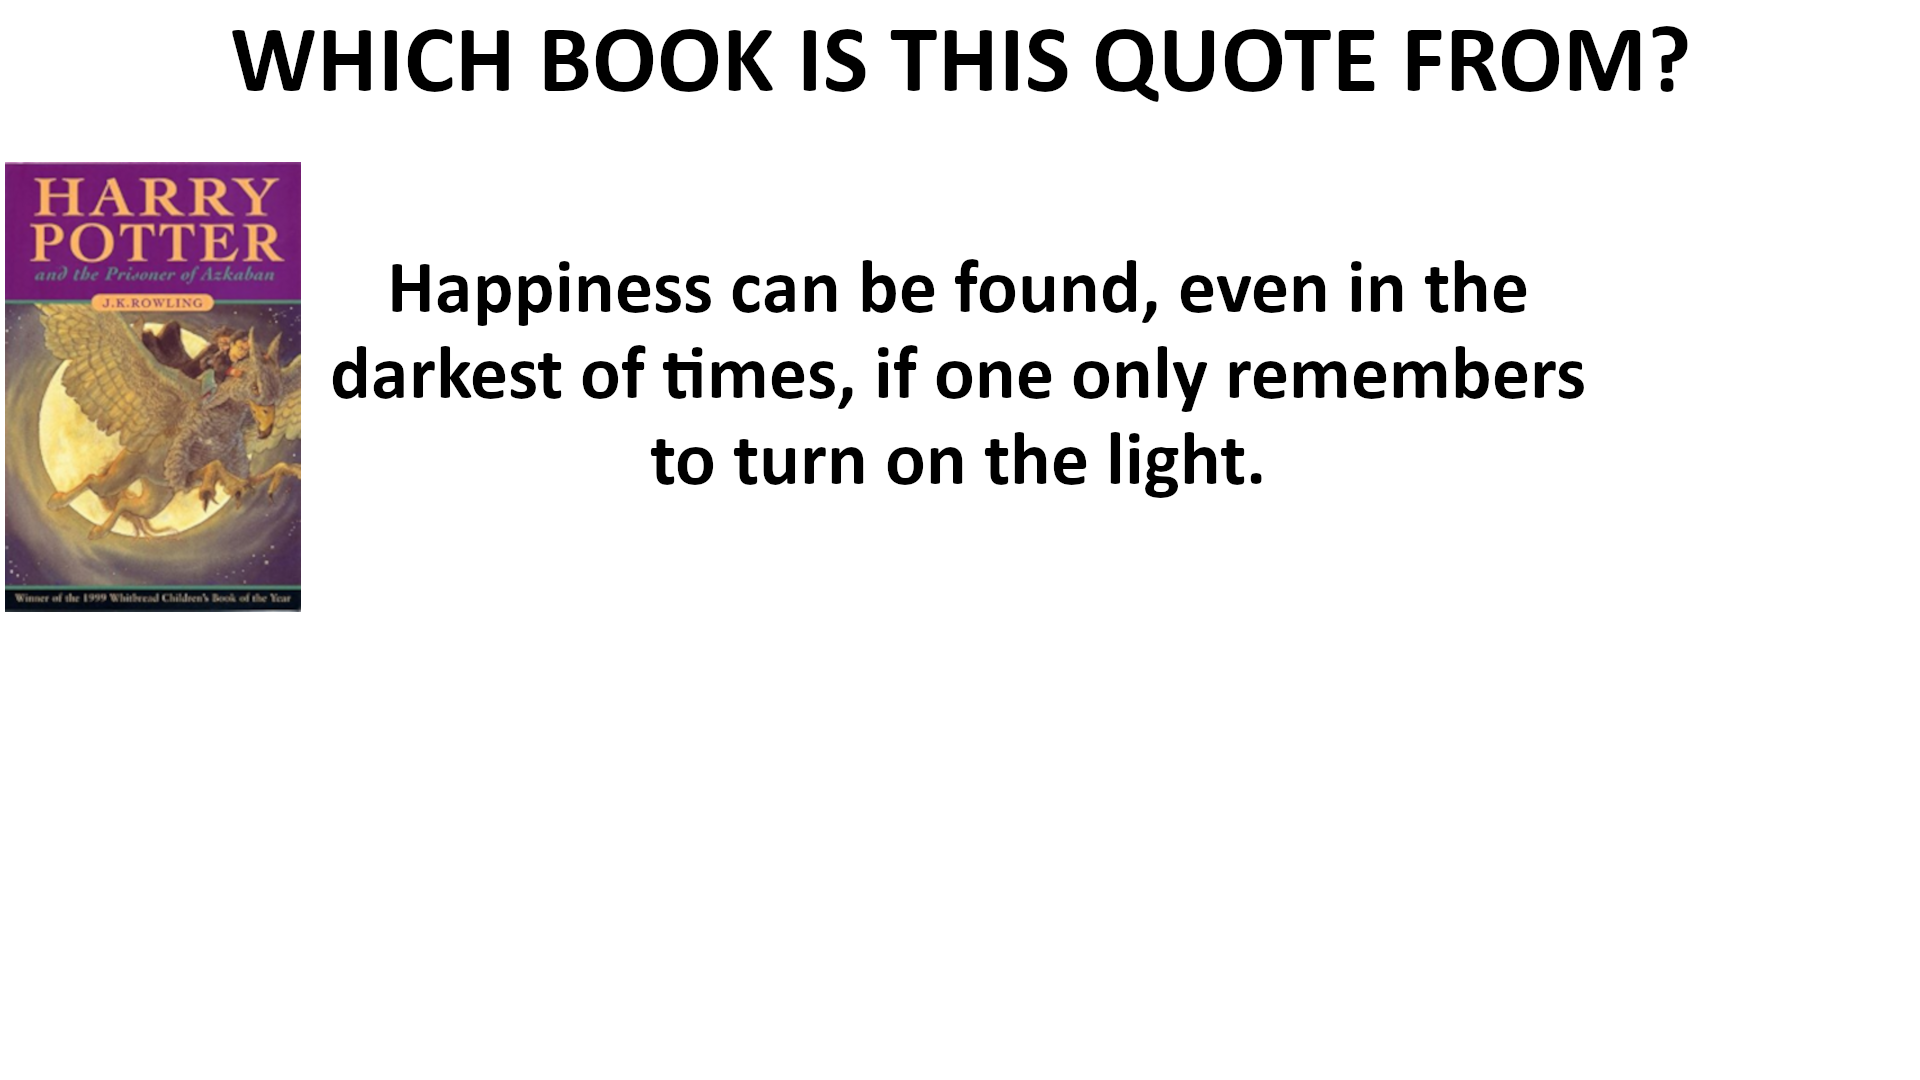 WHICH BOOK IS THIS QUOTE FROM?
HARRY
POTTER
and the Prisoner of Azkaban
J.K.ROWLING
Winner of the 1999 Whitbread Children's Book of the Year
Happiness can be found, even in the
darkest of times, if one only remembers
to turn on the light.